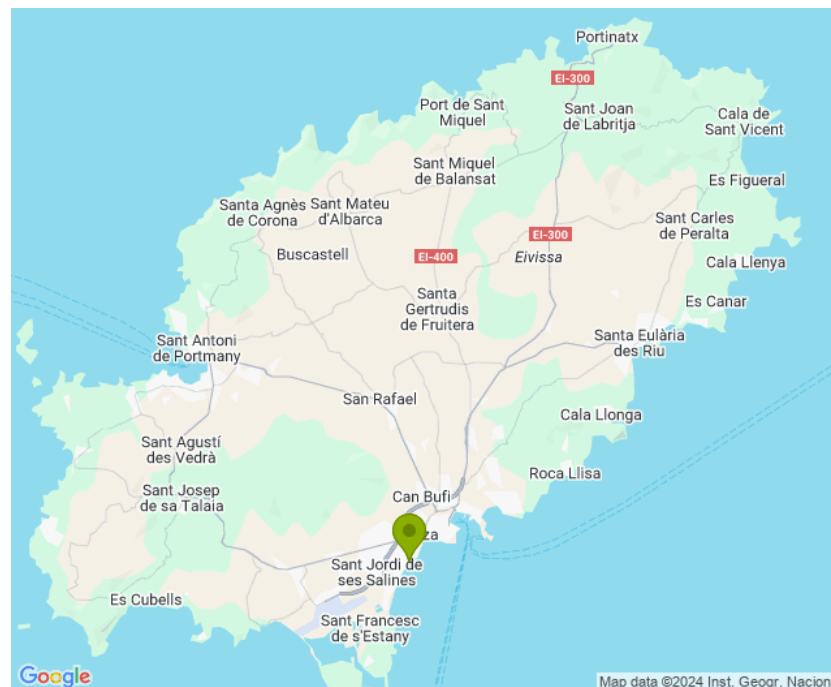 Portinatx
EI-300
Port de Sant
Miquel
Sant Joan
de Labritja
Cala de
Sant Vicent
Sant Miquel
de Balansat
Es Figueral
Santa Agnès
de Corona
Sant Mateu
d'Albarca
Sant Carles
de Peralta
EI-300
Buscastell
EI-400
Eivissa
Cala Llenya
Santa
Gertrudis
de Fruitera
Es Canar
Sant Antoni
de Portmany
Santa Eulària
des Riu
San Rafael
Cala Llonga
Sant Agustí
des Vedrà
Roca Llisa
Sant Josep
de sa Talaia
Can Bufi
za
Sant Jordi de
ses Salines
Es Cubells
Sant Francesc
de s'Estany
Google
Map data ©2024 Inst. Geogr. Nacion